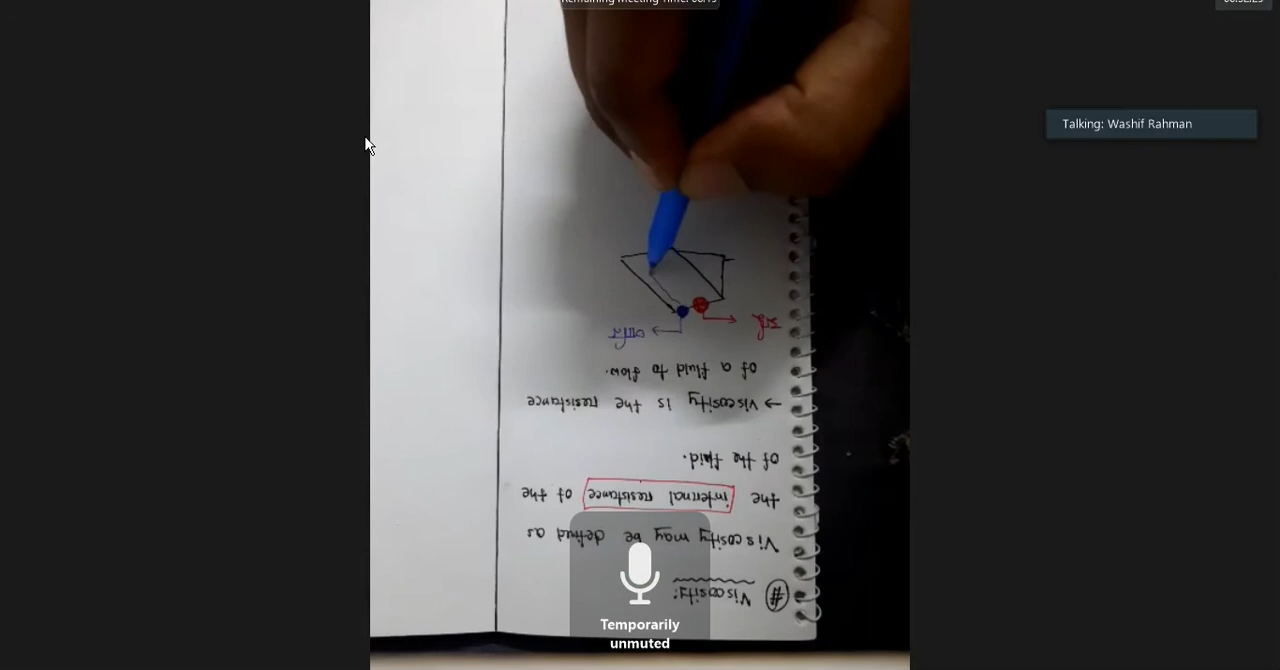 Remaining Meeting Time:
Talking: Washif Rahman
# Viscosity:
Viscosity may be defined as
the internal resistance of the
of the fluid.
→ Viscosity is the resistance
of a fluid to flow.
মধু পানি
Temporarily
unmuted